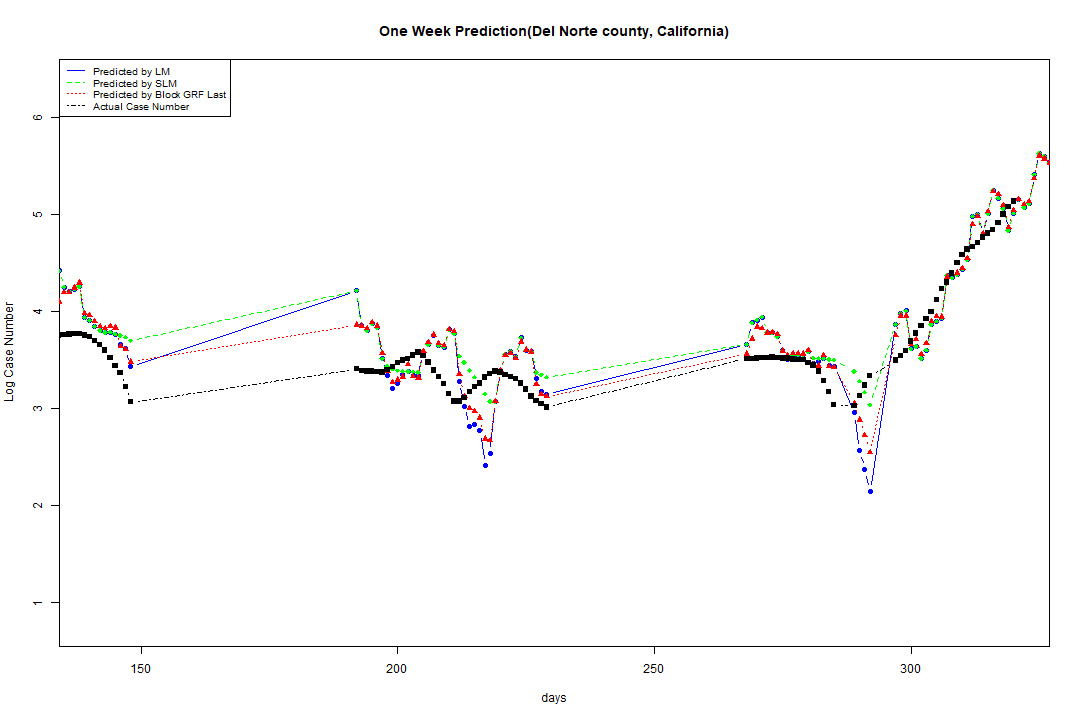 One Week Prediction(Del Norte county, California)
Predicted by LM
Predicted by SLM
Predicted by Block GRF Last
Actual Case Number
6
5
4
3
2
1
Log Case Number
150
200
250
300
days